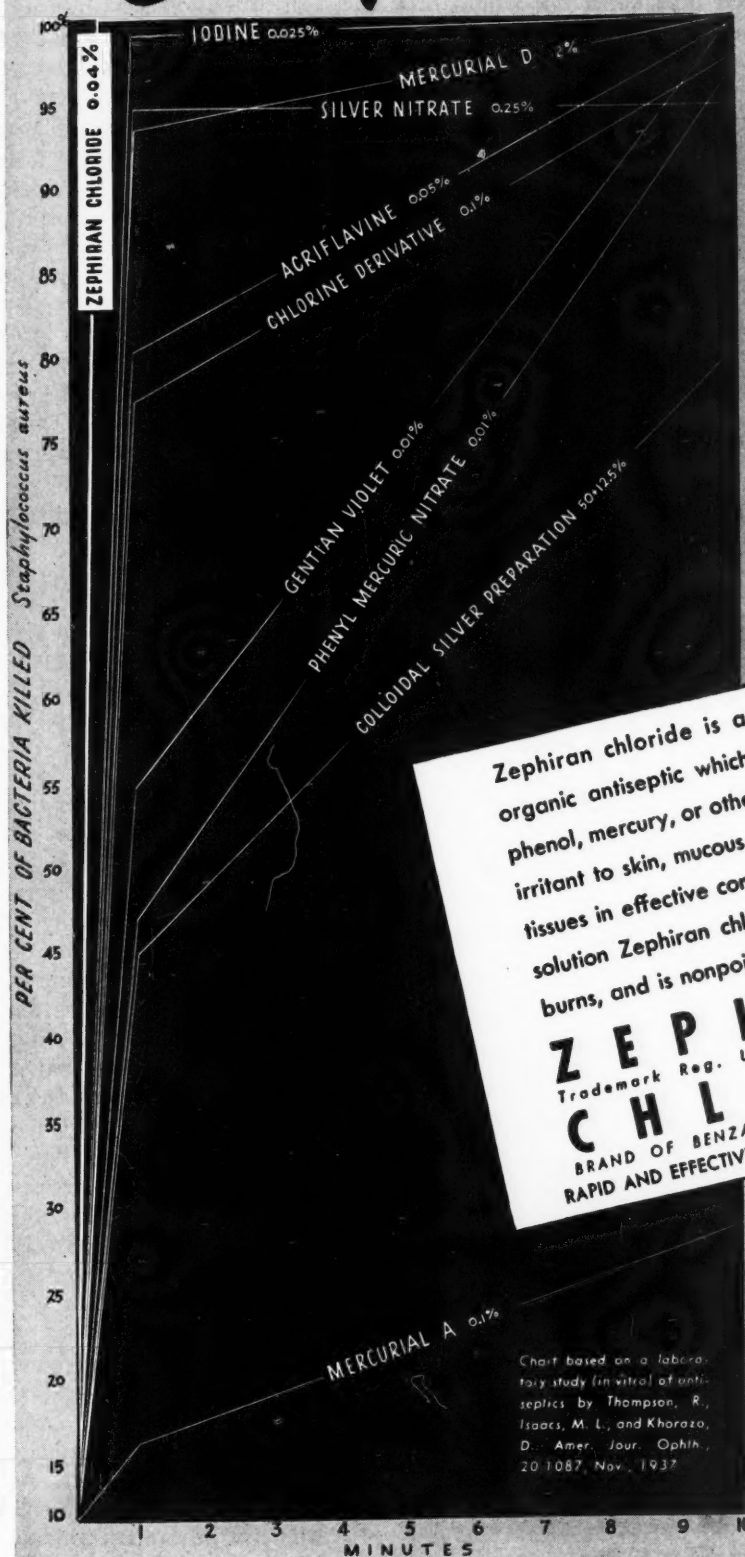 100%
95
90
85
80
75
70
65
60
55
50
45
40
35
30
25
20
15
10
PER CENT OF BACTERIA KILLED Staphylococcus aureus
ZEPHIRAN CHLORIDE 0.04%
IODINE 0.025%
MERCURIAL D 2%
SILVER NITRATE 0.25%
ACRIFLAVINE 0.05%
CHLORINE DERIVATIVE 0.1%
GENTIAN VIOLET 0.01%
PHENYL MERCURIC NITRATE 0.01%
COLLOIDAL SILVER PREPARATION 50+12.5%
Zephiran chloride is a
organic antiseptic which
phenol, mercury, or othe
irritant to skin, mucous
tissues in effective con
solution Zephiran chl
burns, and is nonpoi
ZEPH
Trademark Reg. U
CHL
BRAND OF BENZA
RAPID AND EFFECTIV
MERCURIAL A 0.1%
Chart based on a labora-
tory study (in vitro) of anti-
septics by Thompson, R.,
Isaacs, M. L., and Khorazo,
D.: Amer. Jour. Ophth.,
20:1087, Nov., 1937
1 2 3 4 5 6 7 8 9 10
MINUTES